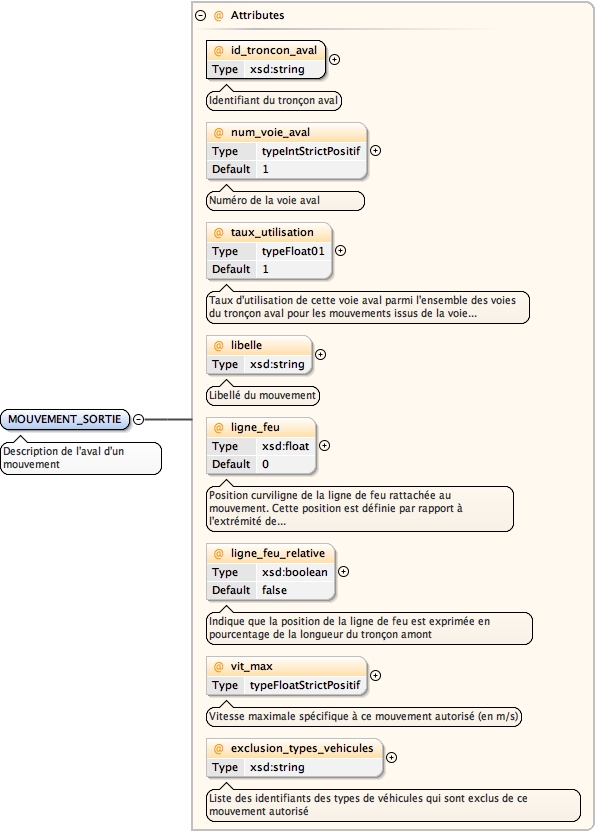 Attributes
id_troncon_aval
Type xsd:string
Identifiant du tronçon aval
num_voie_aval
Type typeIntStrictPositif
Default 1
Numéro de la voie aval
taux_utilisation
Type typeFloat01
Default 1
Taux d'utilisation de cette voie aval parmi l'ensemble des voies
du tronçon aval pour les mouvements issus de la voie...
libelle
Type xsd:string
Libellé du mouvement
MOUVEMENT_SORTIE
Description de l'aval d'un
mouvement
ligne_feu
Type xsd:float
Default 0
Position curviligne de la ligne de feu rattachée au
mouvement. Cette position est définie par rapport à
l'extrémité de...
ligne_feu_relative
Type xsd:boolean
Default false
Indique que la position de la ligne de feu est exprimée en
pourcentage de la longueur du tronçon amont
vit_max
Type typeFloatStrictPositif
Vitesse maximale spécifique à ce mouvement autorisé (en m/s)
exclusion_types_vehicules
Type xsd:string
Liste des identifiants des types de véhicules qui sont exclus de ce
mouvement autorisé